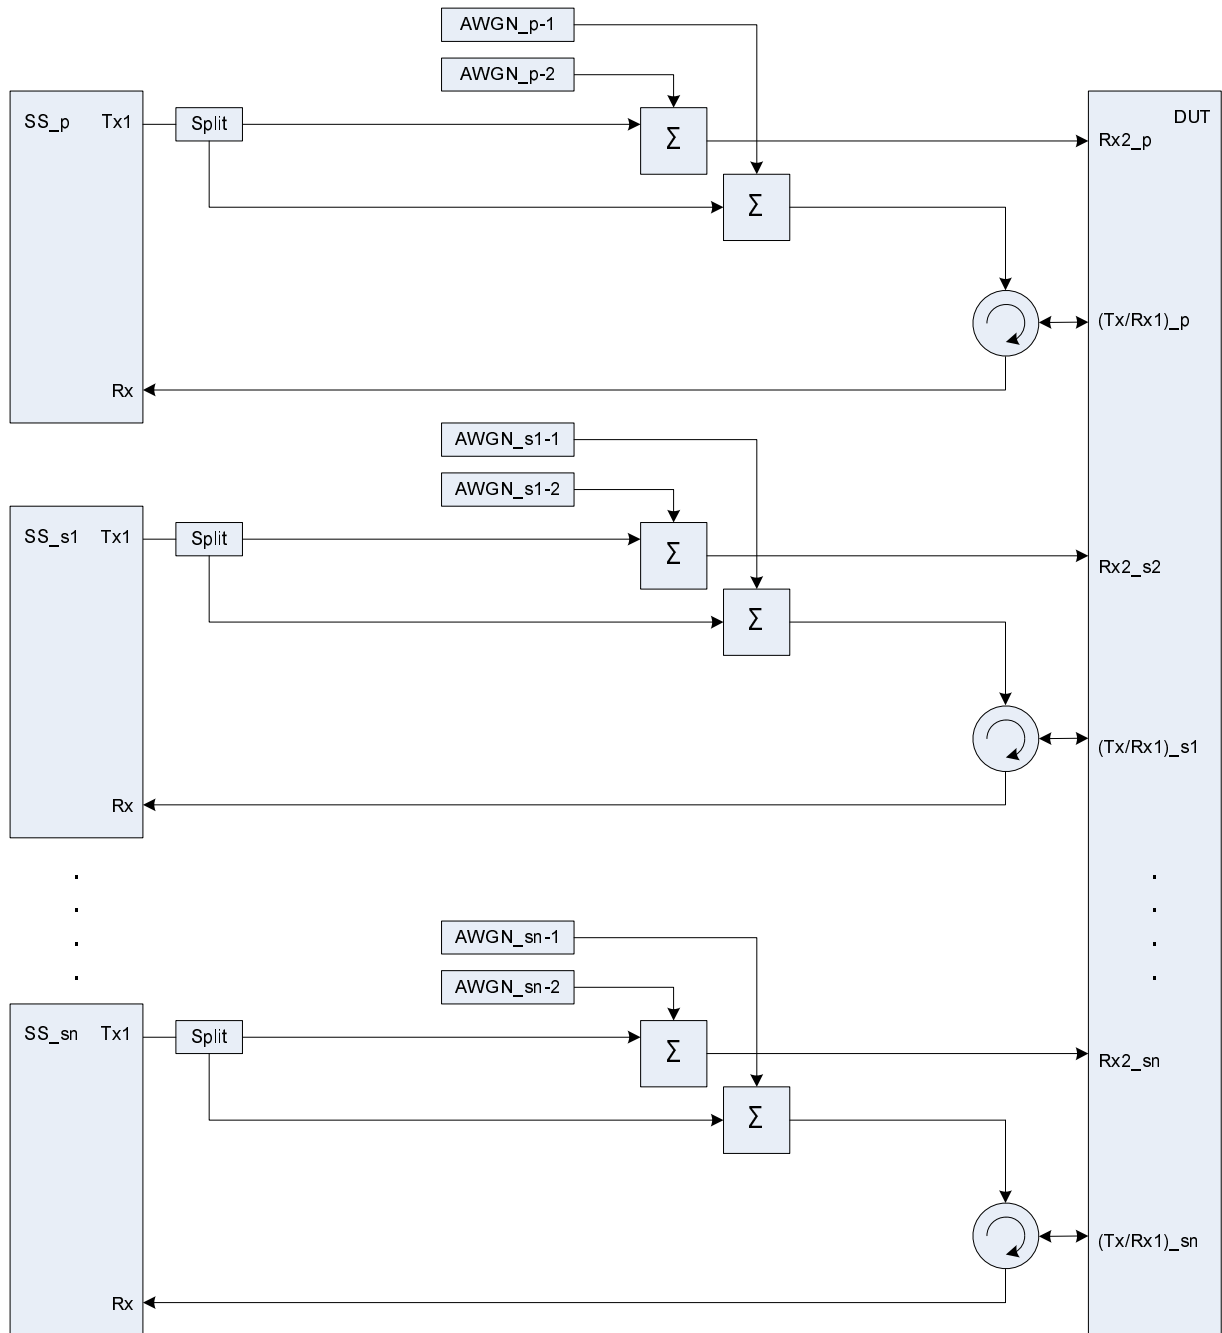 AWGN_p-1
AWGN_p-2
SS_p Tx1
Split
Σ
DUT
Rx2_p
Σ
(Tx/Rx1)_p
Rx
AWGN_s1-1
AWGN_s1-2
SS_s1 Tx1
Split
Σ
Rx2_s2
Σ
(Tx/Rx1)_s1
Rx
AWGN_sn-1
AWGN_sn-2
SS_sn Tx1
Split
Σ
Rx2_sn
Σ
(Tx/Rx1)_sn
Rx